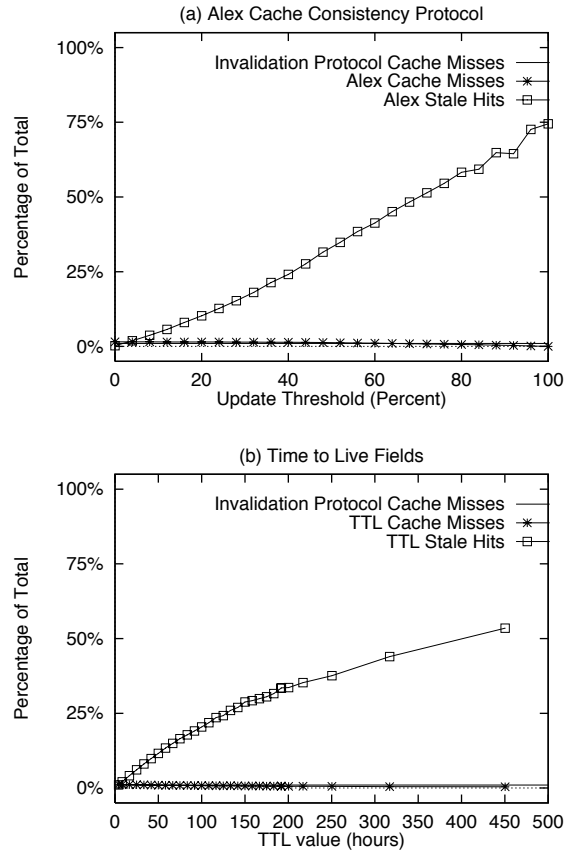 (a) Alex Cache Consistency Protocol
100%
Invalidation Protocol Cache Misses
Alex Cache Misses
Alex Stale Hits
75%
50%
25%
0%
Percentage of Total
0 20 40 60 80 100
Update Threshold (Percent)
(b) Time to Live Fields
100%
Invalidation Protocol Cache Misses
TTL Cache Misses
TTL Stale Hits
75%
50%
25%
0%
Percentage of Total
0 50 100 150 200 250 300 350 400 450 500
TTL value (hours)